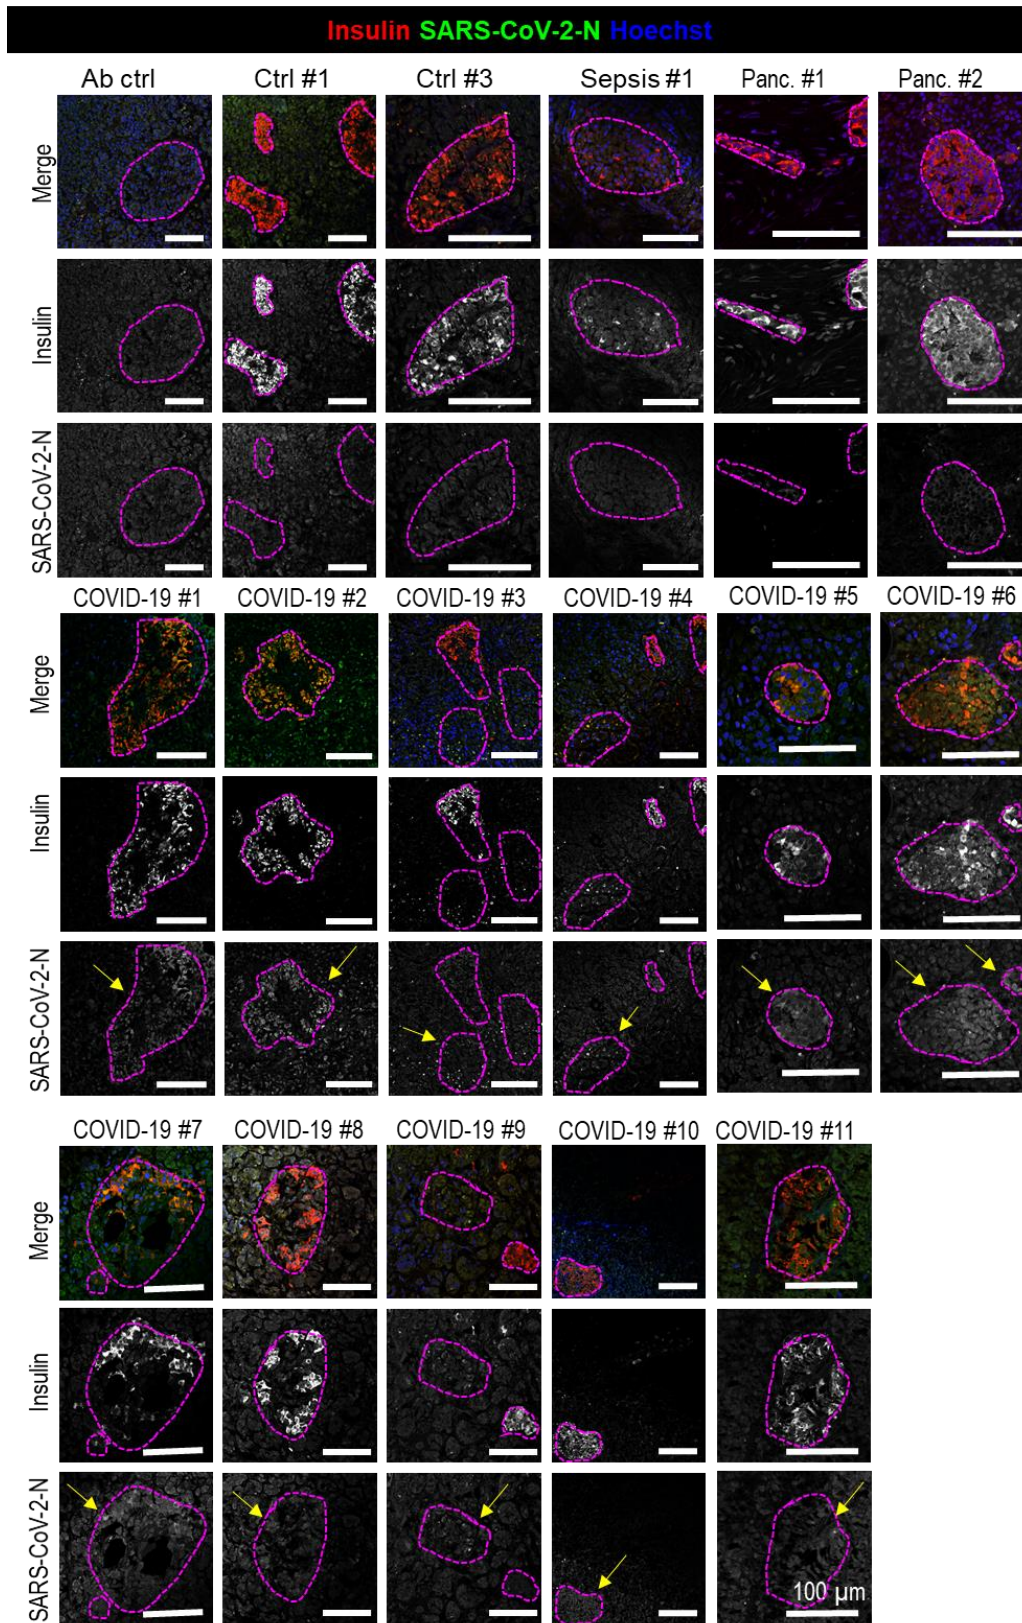 Insulin SARS-CoV-2-N Hoechst
Ab ctrl Ctrl #1 Ctrl #3 Sepsis #1 Panc. #1 Panc. #2
Merge
Insulin
SARS-CoV-2-N
COVID-19 #1 COVID-19 #2 COVID-19 #3 COVID-19 #4 COVID-19 #5 COVID-19 #6
Merge
Insulin
SARS-CoV-2-N
COVID-19 #7 COVID-19 #8 COVID-19 #9 COVID-19 #10 COVID-19 #11
Merge
Insulin
SARS-CoV-2-N
100 µm